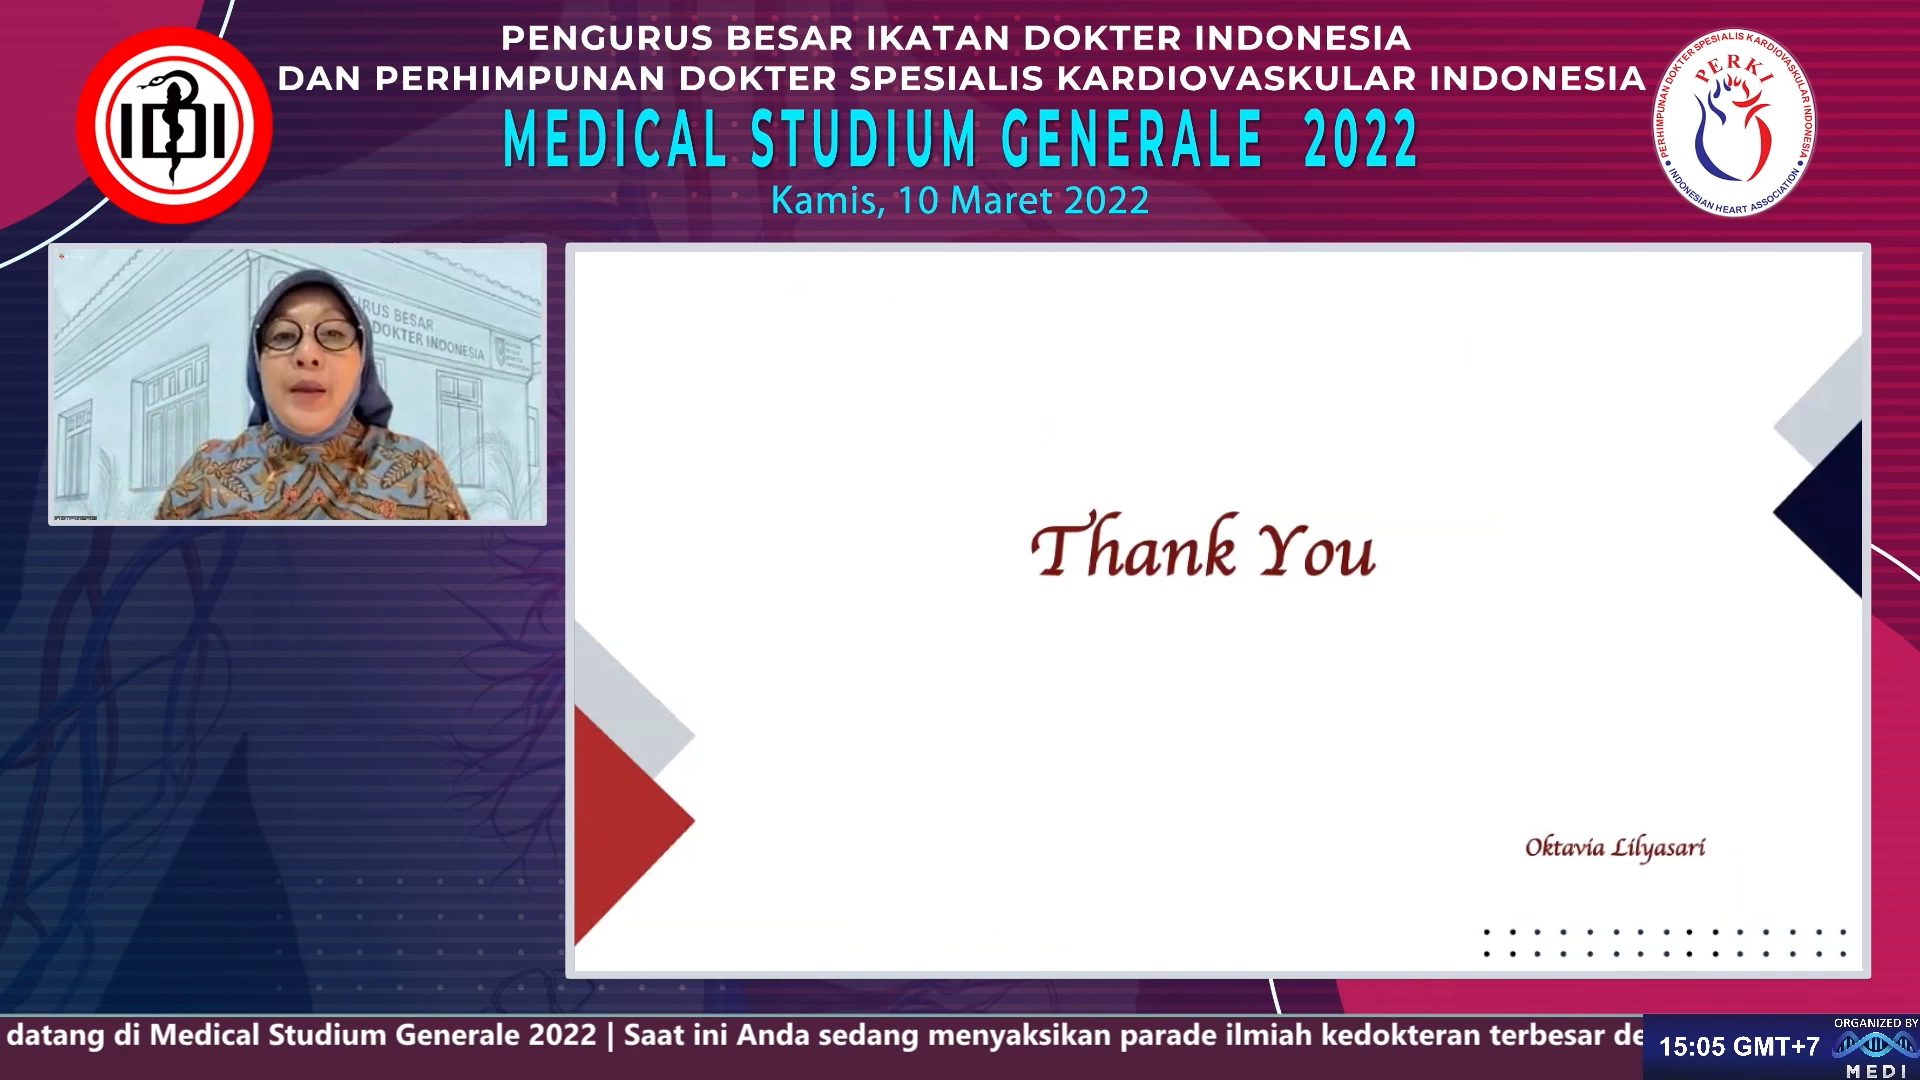 PENGURUS BESAR IKATAN DOKTER INDONESIA
DAN PERHIMPUNAN DOKTER SPESIALIS KARDIOVASKULAR INDONESIA
MEDICAL STUDIUM GENERALE 2022
Kamis, 10 Maret 2022
IDI
PERHIMPUNAN DOKTER SPESIALIS KARDIOVASKULAR INDONESIA
PERKI
INDONESIAN HEART ASSOCIATION
RUS BESAR
DOKTER INDONESIA
Thank You
Oktavia Lilyasari
datang di Medical Studium Generale 2022 | Saat ini Anda sedang menyaksikan parade ilmiah kedokteran terbesar de
15:05 GMT+7
ORGANIZED BY
MEDI